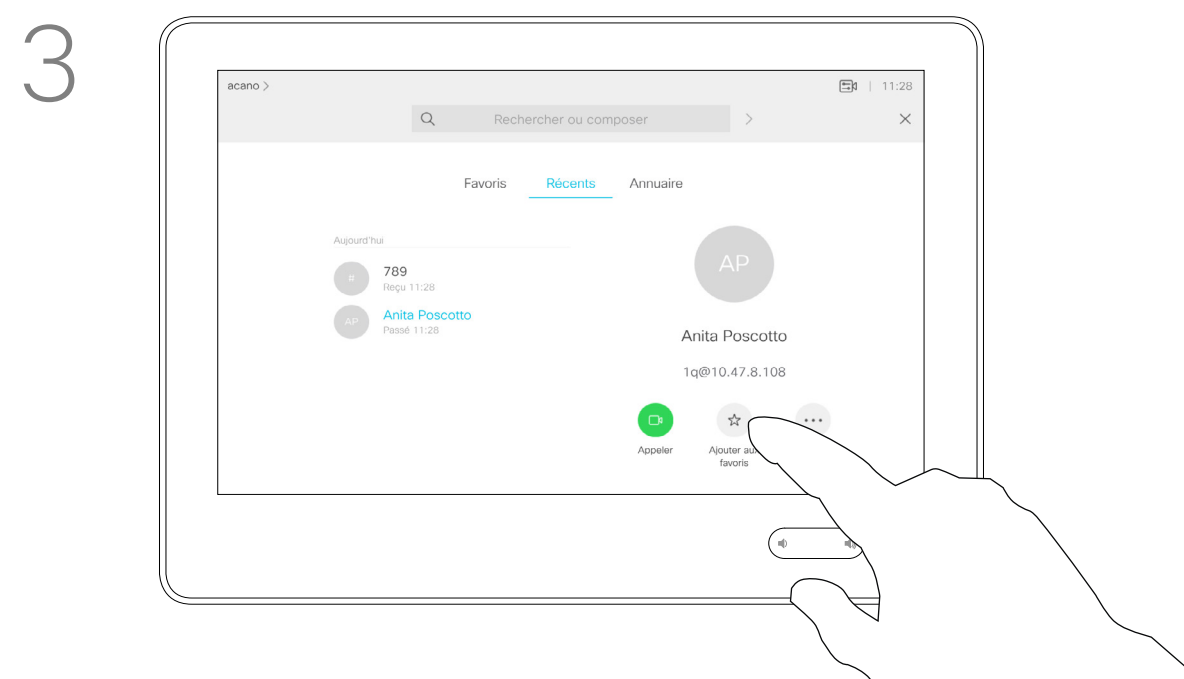 3
acano >
11:28
Rechercher ou composer
Favoris Récents Annuaire
Aujourd'hui
# 789
Reçu 11:28
AP Anita Poscotto
Passé 11:28
AP
Anita Poscotto
1q@10.47.8.108
Appeler
Ajouter aux
favoris